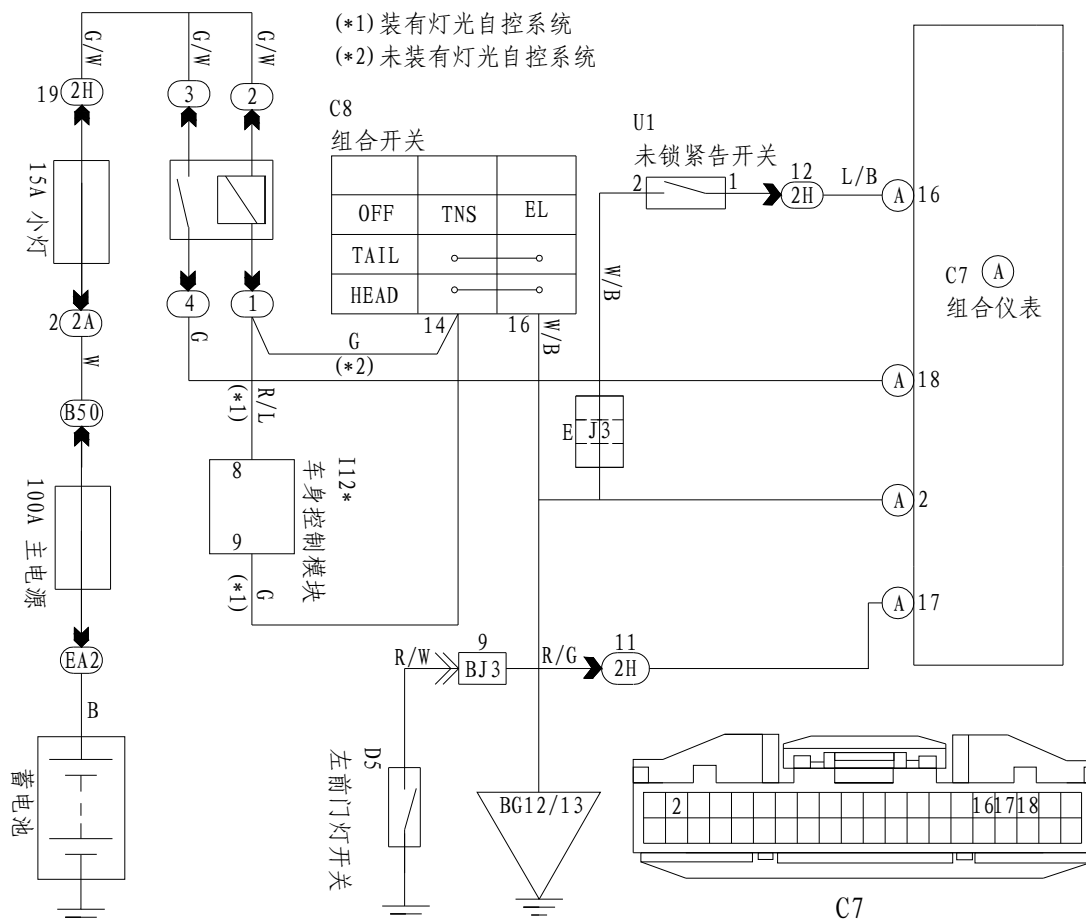 (*1)装有灯光自控系统
(*2)未装有灯光自控系统
G/W
G/W
G/W
19
2H
3
2
15A 小灯
4
1
2
2A
W
B50
100A 主电源
EA2
B
蓄电池
G
G
(*2)
R/L
(*1)
8
9
I12*
车身控制模块
G
(*1)
C8
组合开关
OFF TNS EL
TAIL
HEAD
14
16
W/B
U1
未锁紧告开关
2
1
12
2H
L/B
A
16
W/B
C7 A
组合仪表
A
18
E
J3
A
2
A
17
R/W
9
BJ3
R/G
11
2H
D5
左前门灯开关
BG12/13
2
16 17 18
C7